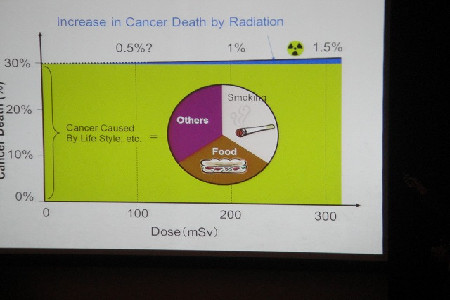 Increase in Cancer Death by Radiation
0.5%?
1%
1.5%
30%
20%
10%
0%
Cancer Death (%)
Cancer Caused
By Life Style, etc.
=
Others
Smoking
Food
0
100
200
300
Dose(mSv)